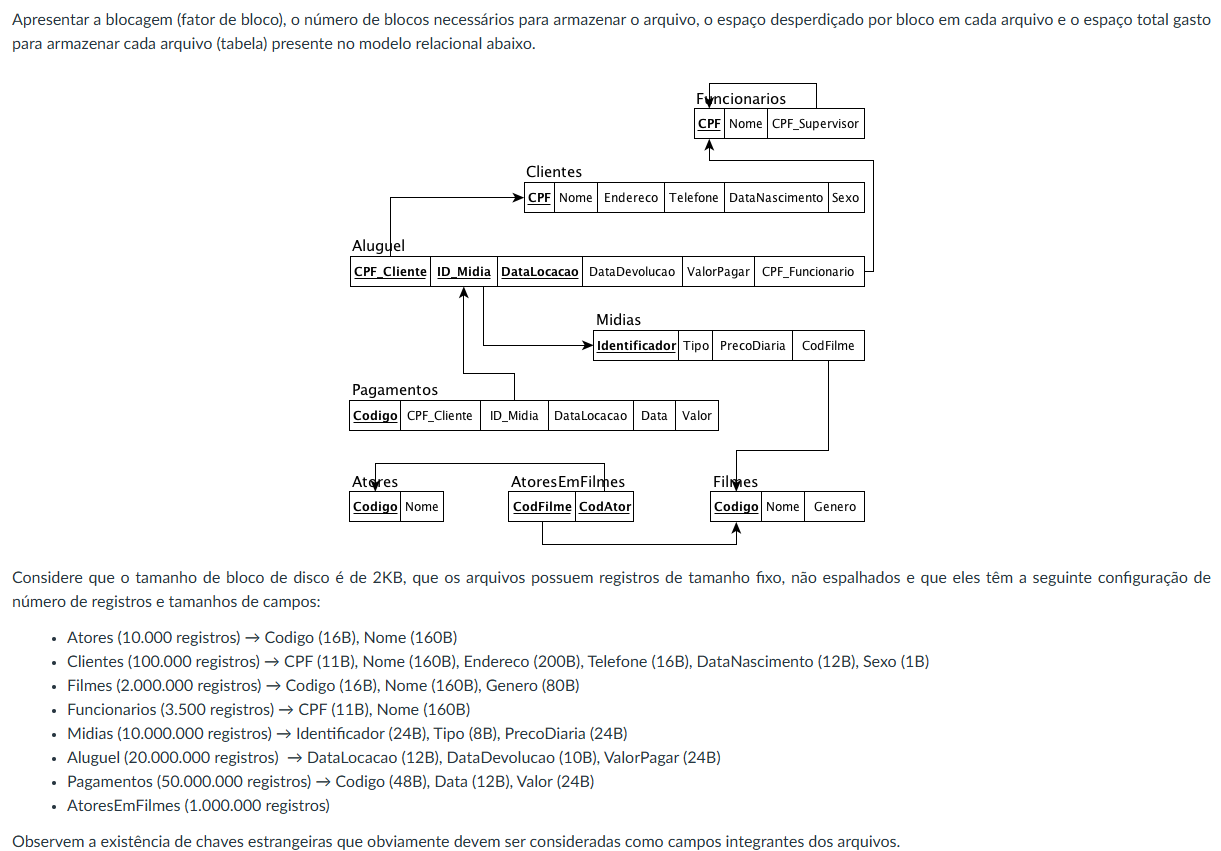 Apresentar a blocagem (fator de bloco), o número de blocos necessários para armazenar o arquivo, o espaço desperdiçado por bloco em cada arquivo e o espaço total gasto
para armazenar cada arquivo (tabela) presente no modelo relacional abaixo.
Funcionarios
CPF Nome CPF_Supervisor
Clientes
CPF Nome Endereco Telefone DataNascimento Sexo
Aluguel
CPF_Cliente ID_Midia DataLocacao DataDevolucao ValorPagar CPF_Funcionario
Midias
Identificador Tipo PrecoDiaria CodFilme
Pagamentos
Codigo CPF_Cliente ID_Midia DataLocacao Data Valor
Atores AtoresEmFilmes Filmes
Codigo Nome CodFilme CodAtor Codigo Nome Genero
Considere que o tamanho de bloco de disco é de 2KB, que os arquivos possuem registros de tamanho fixo, não espalhados e que eles têm a seguinte configuração de
número de registros e tamanhos de campos:
• Atores (10.000 registros) → Codigo (16B), Nome (160B)
• Clientes (100.000 registros) → CPF (11B), Nome (160B), Endereco (200B), Telefone (16B), DataNascimento (12B), Sexo (1B)
• Filmes (2.000.000 registros) → Codigo (16B), Nome (160B), Genero (80B)
• Funcionarios (3.500 registros) → CPF (11B), Nome (160B)
• Midias (10.000.000 registros) → Identificador (24B), Tipo (8B), PrecoDiaria (24B)
• Aluguel (20.000.000 registros) → DataLocacao (12B), DataDevolucao (10B), ValorPagar (24B)
• Pagamentos (50.000.000 registros) → Codigo (48B), Data (12B), Valor (24B)
• AtoresEmFilmes (1.000.000 registros)
Observem a existência de chaves estrangeiras que obviamente devem ser consideradas como campos integrantes dos arquivos.